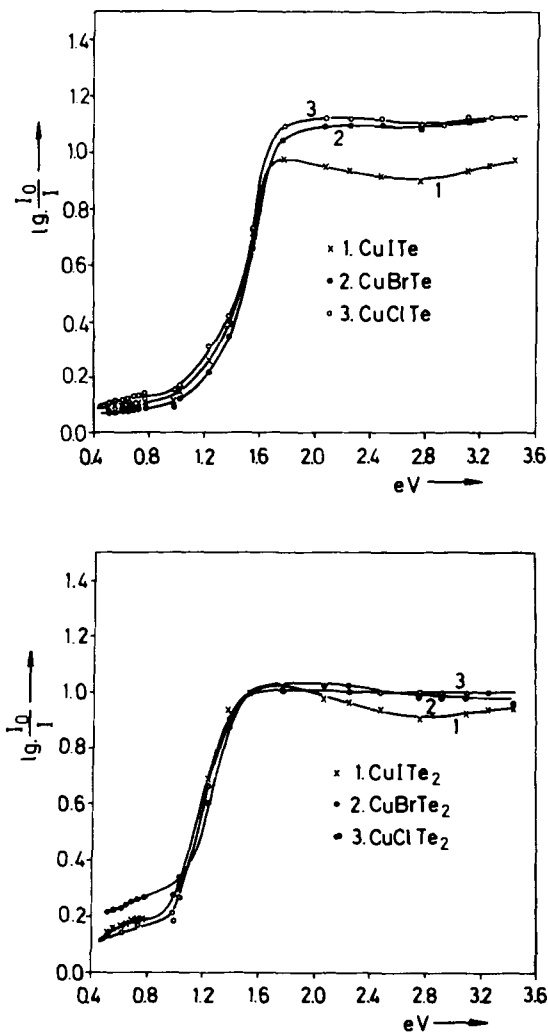 1.4
1.2
1.0
0.8
0.6
0.4
0.2
0.0
lg. I0/I
3
2
1
× 1. CuITe
• 2. CuBrTe
○ 3. CuClTe
0.4 0.8 1.2 1.6 2.0 2.4 2.8 3.2 3.6
eV
1.4
1.2
1.0
0.8
0.6
0.4
0.2
0.0
lg. I0/I
3
2
1
× 1. CuITe2
• 2. CuBrTe2
• 3. CuClTe2
0.4 0.8 1.2 1.6 2.0 2.4 2.8 3.2 3.6
eV